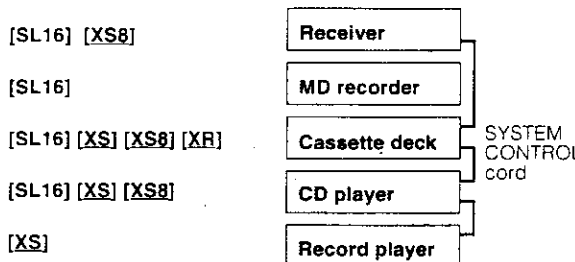 [SL16] [XS8] Receiver
[SL16] MD recorder
[SL16] [XS] [XS8] [XR] Cassette deck
SYSTEM
CONTROL
cord
[SL16] [XS] [XS8] CD player
[XS] Record player